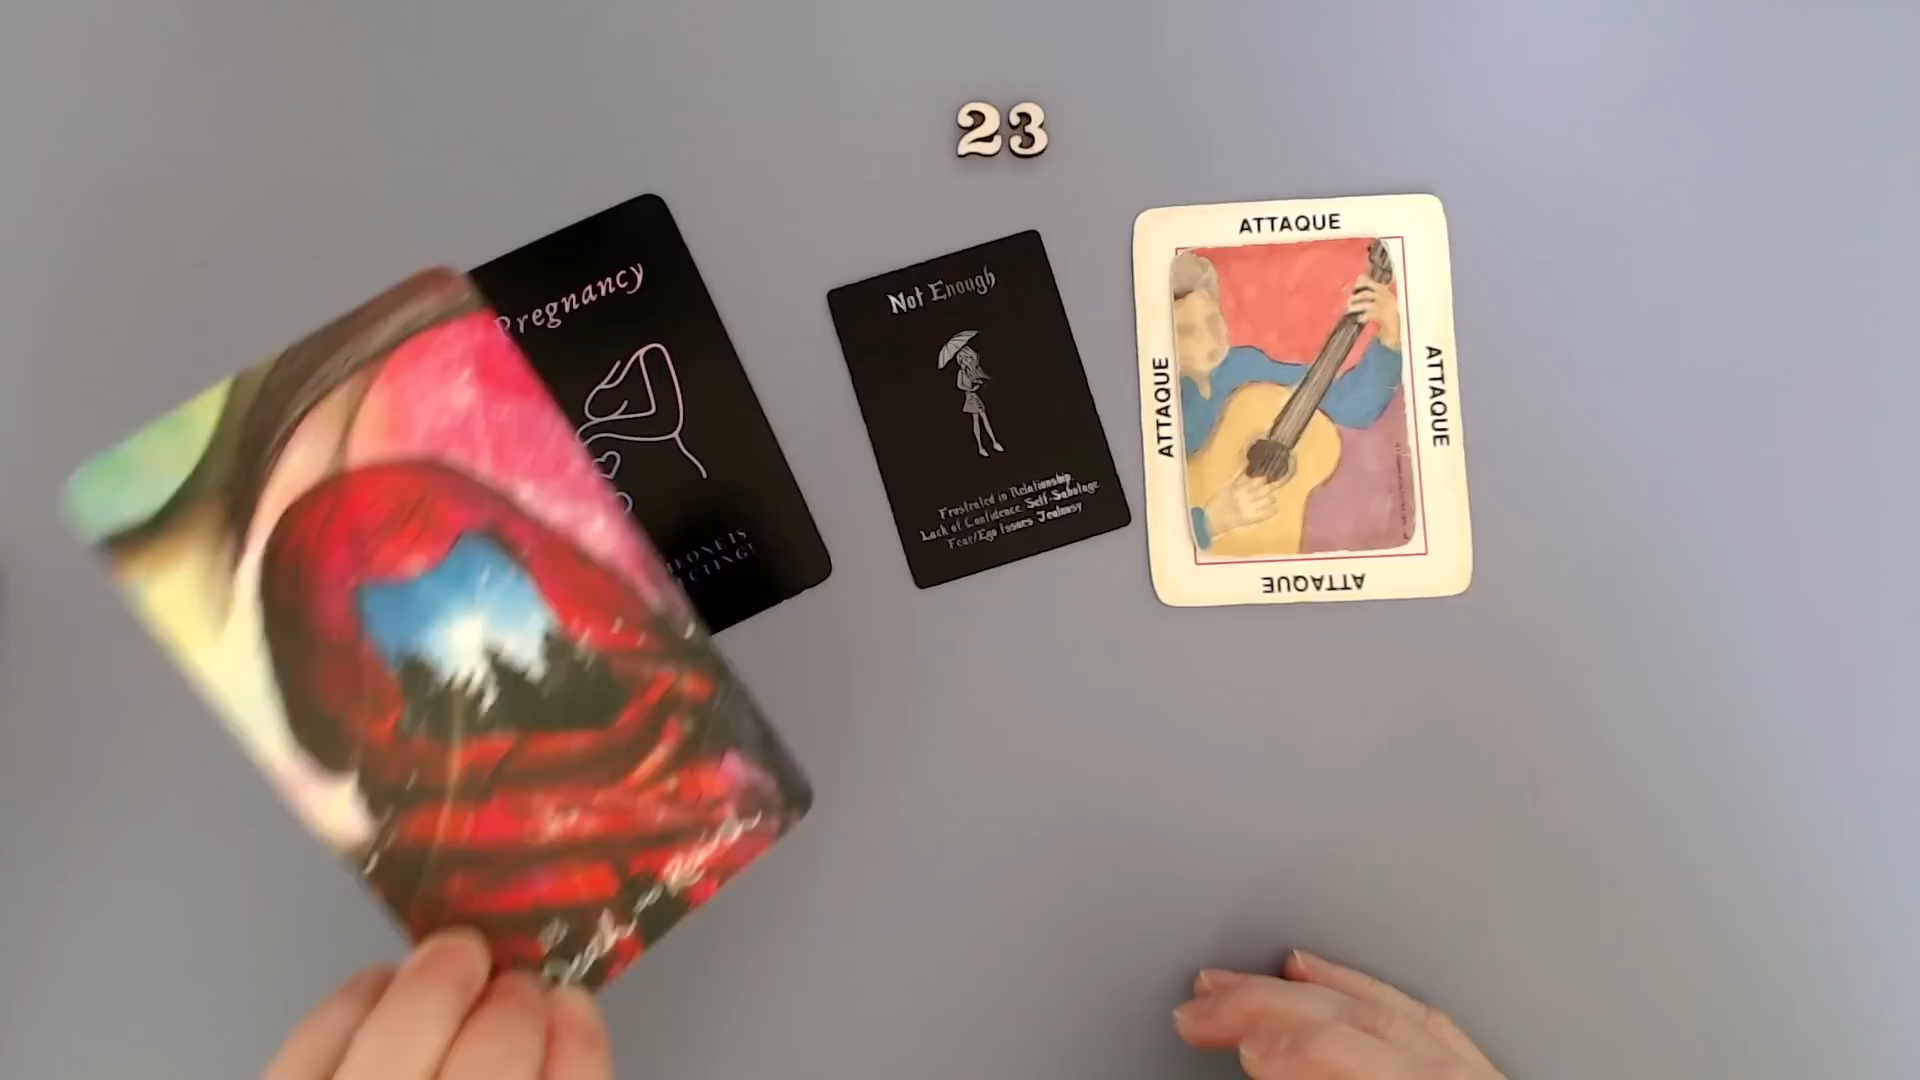 23
Pregnancy
Not Enough
Frustrated in Relationship
Lack of Confidence Self-Sabotage
Fear/Ego Issues Jealousy
ATTAQUE
ATTAQUE
ATTAQUE
ATTAQUE